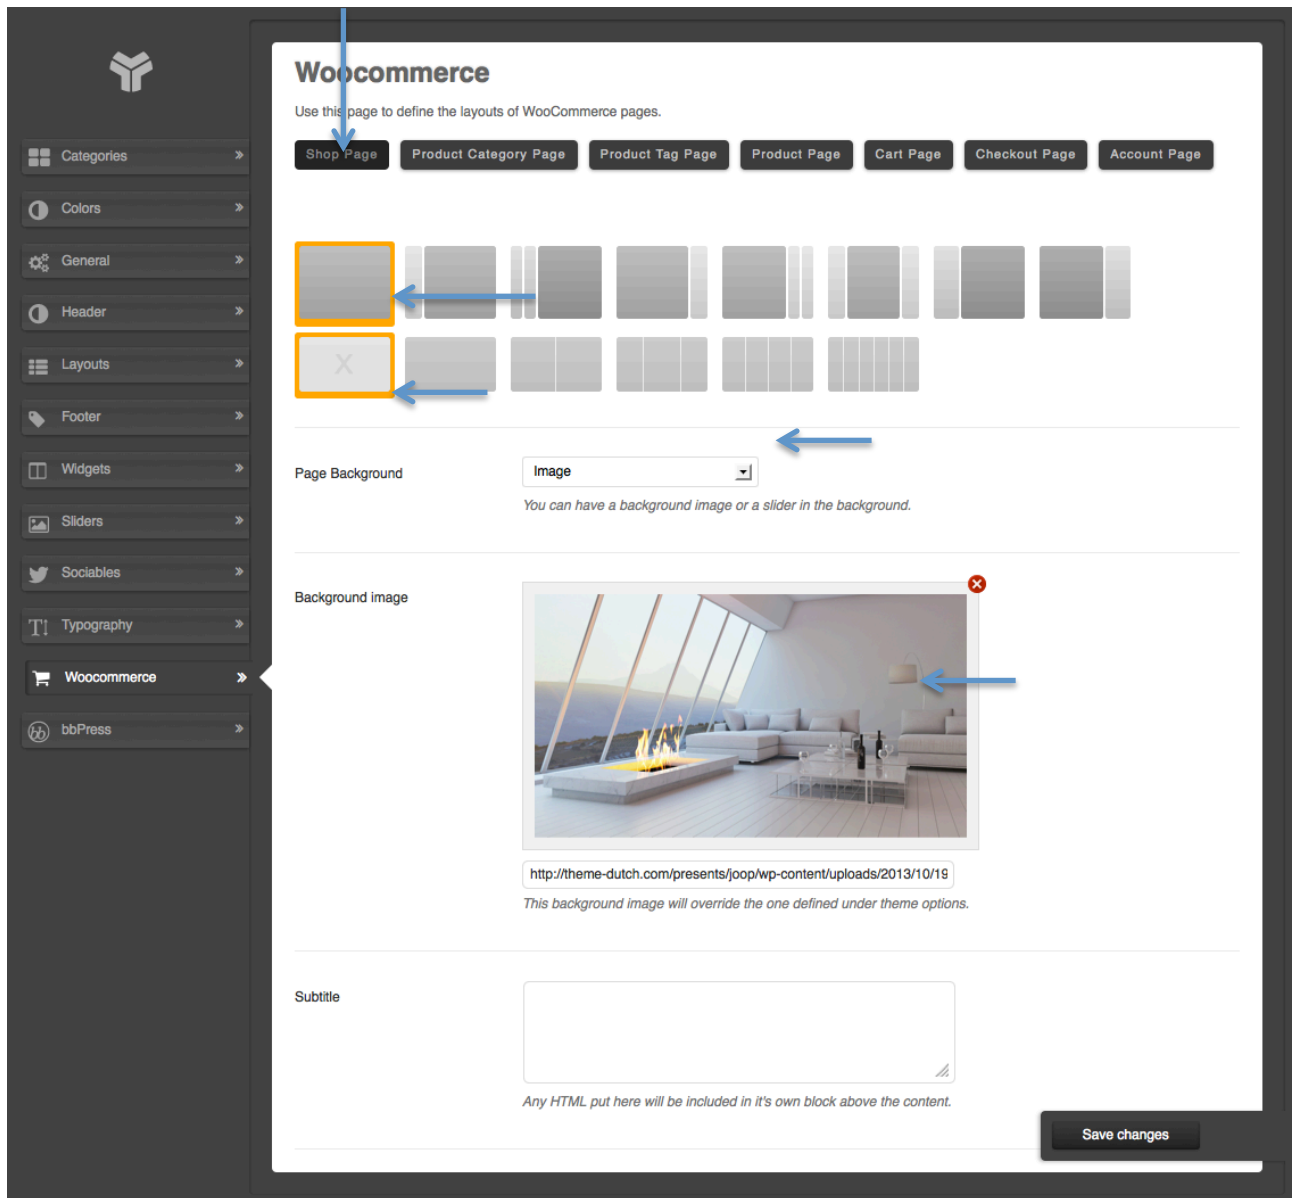 Woocommerce
Use this page to define the layouts of WooCommerce pages.
Shop Page
Product Category Page
Product Tag Page
Product Page
Cart Page
Checkout Page
Account Page
Categories
Colors
General
Header
Layouts
Footer
Widgets
Sliders
Sociables
Typography
Woocommerce
bbPress
X
Page Background
Image
You can have a background image or a slider in the background.
Background image
http://theme-dutch.com/presents/joop/wp-content/uploads/2013/10/19
This background image will override the one defined under theme options.
Subtitle
Any HTML put here will be included in it's own block above the content.
Save changes